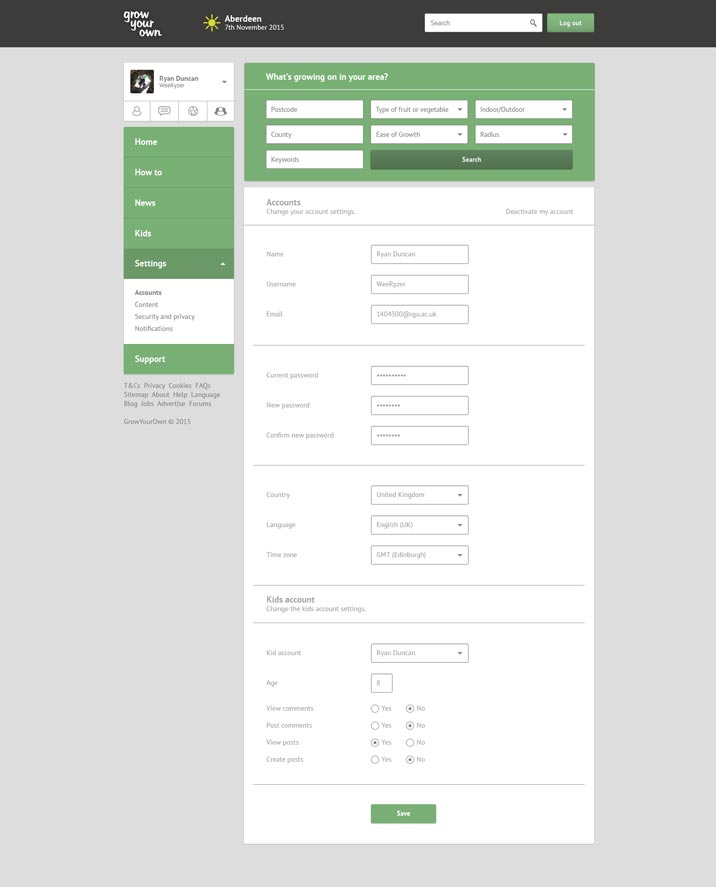 grow
your
own
Aberdeen
7th November 2015
Search
Log out
Ryan Duncan
WeeRyzer
Home
How to
News
Kids
Settings
Accounts
Content
Security and privacy
Notifications
Support
T&Cs Privacy Cookies FAQs
Sitemap About Help Language
Blog Jobs Advertise Forums
GrowYourOwn © 2015
What's growing on in your area?
Postcode Type of fruit or vegetable Indoor/Outdoor
County Ease of Growth Radius
Keywords Search
Accounts
Change your account settings. Deactivate my account
Name Ryan Duncan
Username WeeRyzer
Email 1404300@rgu.ac.uk
Current password ••••••••••
New password ••••••••
Confirm new password ••••••••
Country United Kingdom
Language English (UK)
Time zone GMT (Edinburgh)
Kids account
Change the kids account settings.
Kid account Ryan Duncan
Age 8
View comments Yes No
Post comments Yes No
View posts Yes No
Create posts Yes No
Save